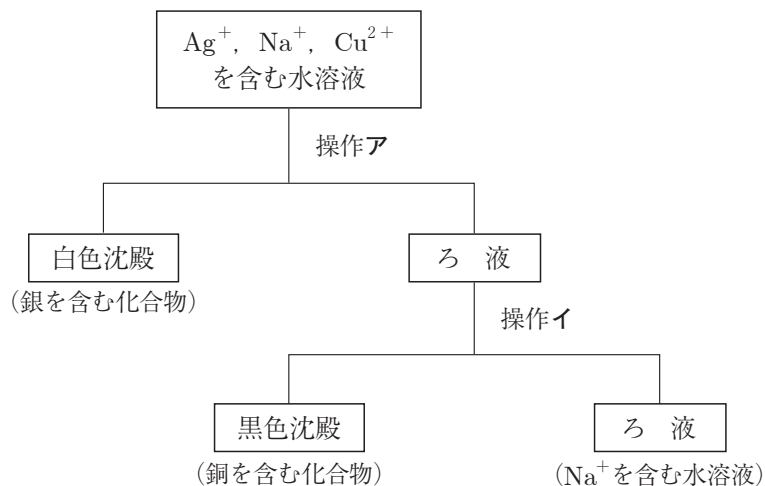 Ag⁺, Na⁺, Cu²⁺
を含む水溶液
操作ア
白色沈殿
(銀を含む化合物)
ろ 液
操作イ
黒色沈殿
(銅を含む化合物)
ろ 液
(Na⁺を含む水溶液)